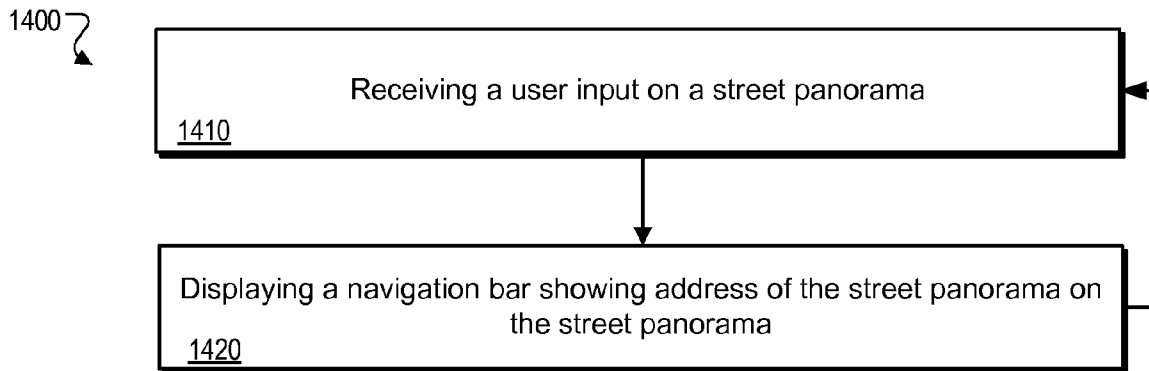 1400
Receiving a user input on a street panorama
1410
Displaying a navigation bar showing address of the street panorama on
the street panorama
1420